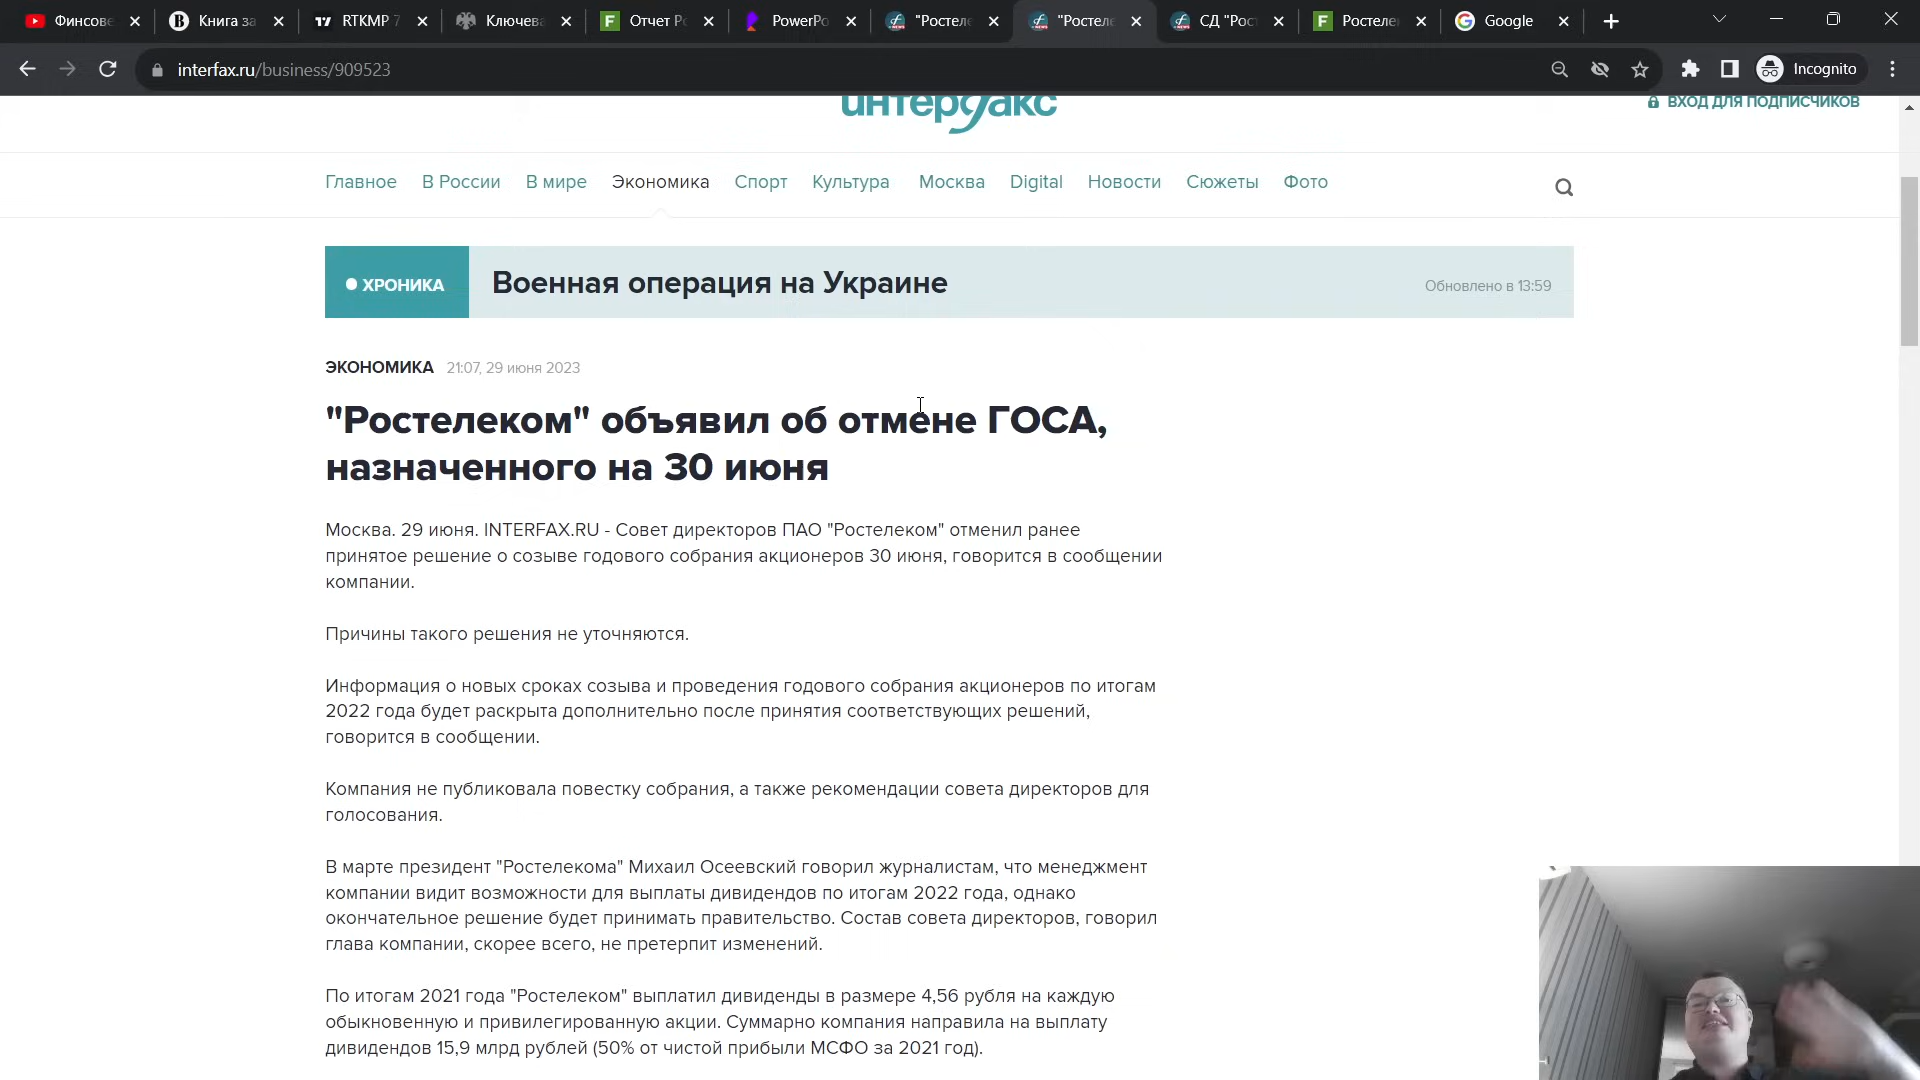 Финсове
Книга за
RTKMP 7
Ключева
Отчет Ро
PowerPo
"Ростеле
"Ростеле
СД "Рост
Ростелек
Google
interfax.ru/business/909523
Incognito
интерфакс
ВХОД ДЛЯ ПОДПИСЧИКОВ
Главное В России В мире Экономика Спорт Культура Москва Digital Новости Сюжеты Фото
ХРОНИКА Военная операция на Украине Обновлено в 13:59
ЭКОНОМИКА 21:07, 29 июня 2023
"Ростелеком" объявил об отмене ГОСА,
назначенного на 30 июня
Москва. 29 июня. INTERFAX.RU - Совет директоров ПАО "Ростелеком" отменил ранее
принятое решение о созыве годового собрания акционеров 30 июня, говорится в сообщении
компании.
Причины такого решения не уточняются.
Информация о новых сроках созыва и проведения годового собрания акционеров по итогам
2022 года будет раскрыта дополнительно после принятия соответствующих решений,
говорится в сообщении.
Компания не публиковала повестку собрания, а также рекомендации совета директоров для
голосования.
В марте президент "Ростелекома" Михаил Осеевский говорил журналистам, что менеджмент
компании видит возможности для выплаты дивидендов по итогам 2022 года, однако
окончательное решение будет принимать правительство. Состав совета директоров, говорил
глава компании, скорее всего, не претерпит изменений.
По итогам 2021 года "Ростелеком" выплатил дивиденды в размере 4,56 рубля на каждую
обыкновенную и привилегированную акции. Суммарно компания направила на выплату
дивидендов 15,9 млрд рублей (50% от чистой прибыли МСФО за 2021 год).